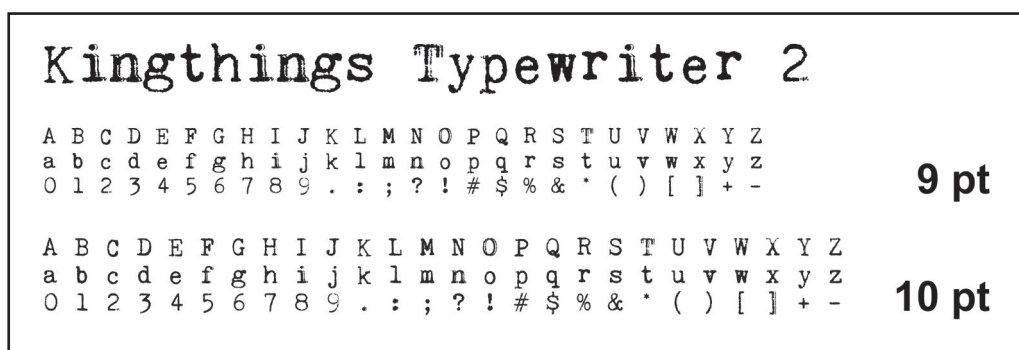 Kingthings Typewriter 2
A B C D E F G H I J K L M N O P Q R S T U V W X Y Z
a b c d e f g h i j k l m n o p q r s t u v w x y z
0 1 2 3 4 5 6 7 8 9 . : ; ? ! # $ % & * ( ) [ ] + -
9 pt
A B C D E F G H I J K L M N O P Q R S T U V W X Y Z
a b c d e f g h i j k l m n o p q r s t u v w x y z
0 1 2 3 4 5 6 7 8 9 . : ; ? ! # $ % & * ( ) [ ] + -
10 pt